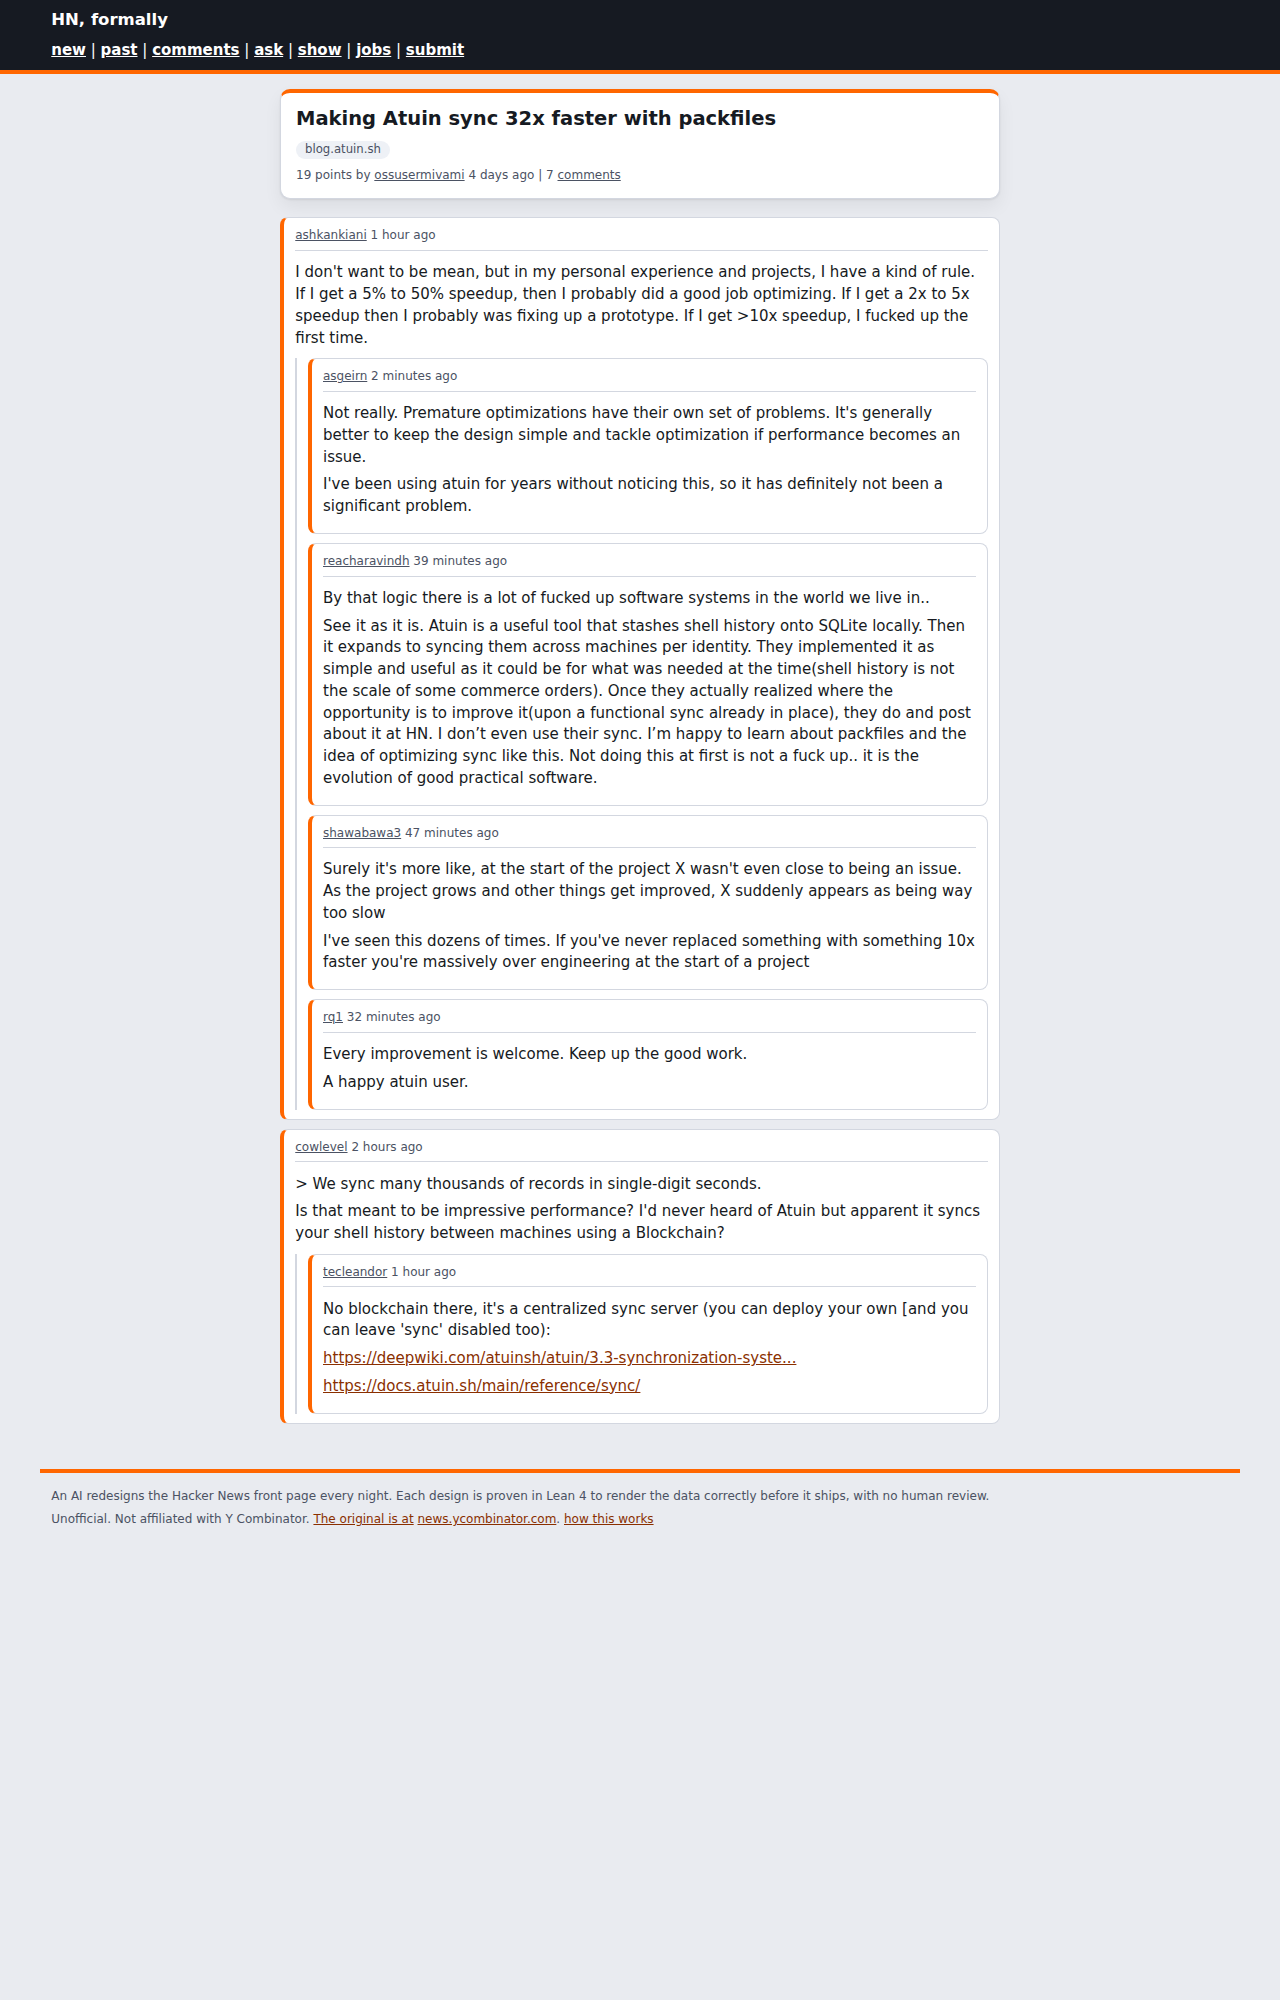 HN, formally
new | past | comments | ask | show | jobs | submit
Making Atuin sync 32x faster with packfiles
blog.atuin.sh
19 points by ossusermivami 4 days ago | 7 comments
ashkankiani 1 hour ago
I don't want to be mean, but in my personal experience and projects, I have a kind of rule.
If I get a 5% to 50% speedup, then I probably did a good job optimizing. If I get a 2x to 5x
speedup then I probably was fixing up a prototype. If I get >10x speedup, I fucked up the
first time.
asgeirn 2 minutes ago
Not really. Premature optimizations have their own set of problems. It's generally
better to keep the design simple and tackle optimization if performance becomes an
issue.
I've been using atuin for years without noticing this, so it has definitely not been a
significant problem.
reacharavindh 39 minutes ago
By that logic there is a lot of fucked up software systems in the world we live in..
See it as it is. Atuin is a useful tool that stashes shell history onto SQLite locally. Then
it expands to syncing them across machines per identity. They implemented it as
simple and useful as it could be for what was needed at the time(shell history is not
the scale of some commerce orders). Once they actually realized where the
opportunity is to improve it(upon a functional sync already in place), they do and post
about it at HN. I don’t even use their sync. I’m happy to learn about packfiles and the
idea of optimizing sync like this. Not doing this at first is not a fuck up.. it is the
evolution of good practical software.
shawabawa3 47 minutes ago
Surely it's more like, at the start of the project X wasn't even close to being an issue.
As the project grows and other things get improved, X suddenly appears as being way
too slow
I've seen this dozens of times. If you've never replaced something with something 10x
faster you're massively over engineering at the start of a project
rq1 32 minutes ago
Every improvement is welcome. Keep up the good work.
A happy atuin user.
cowlevel 2 hours ago
> We sync many thousands of records in single-digit seconds.
Is that meant to be impressive performance? I'd never heard of Atuin but apparent it syncs
your shell history between machines using a Blockchain?
tecleandor 1 hour ago
No blockchain there, it's a centralized sync server (you can deploy your own [and you
can leave 'sync' disabled too):
https://deepwiki.com/atuinsh/atuin/3.3-synchronization-syste...
https://docs.atuin.sh/main/reference/sync/
An AI redesigns the Hacker News front page every night. Each design is proven in Lean 4 to render the data correctly before it ships, with no human review.
Unofficial. Not affiliated with Y Combinator. The original is at news.ycombinator.com. how this works